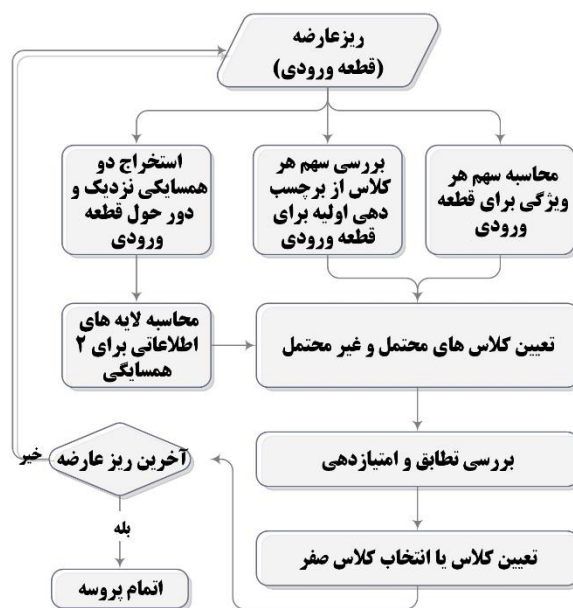 ریزعارضه
(قطعه ورودی)
محاسبه سهم هر
ویژگی برای قطعه
ورودی
بررسی سهم هر
کلاس از برچسب
دهی اولیه برای
قطعه ورودی
استخراج دو
همسایکی نزدیک و
دور حول قطعه
ورودی
محاسبه لایه های
اطلاعاتی برای ۲
همسایگی
تعیین کلاس های محتمل و غیر محتمل
بررسی تطابق و امتیازدهی
تعیین کلاس یا انتخاب کلاس صفر
آخرین ریز عارضه
خیر
بله
اتمام پروسه